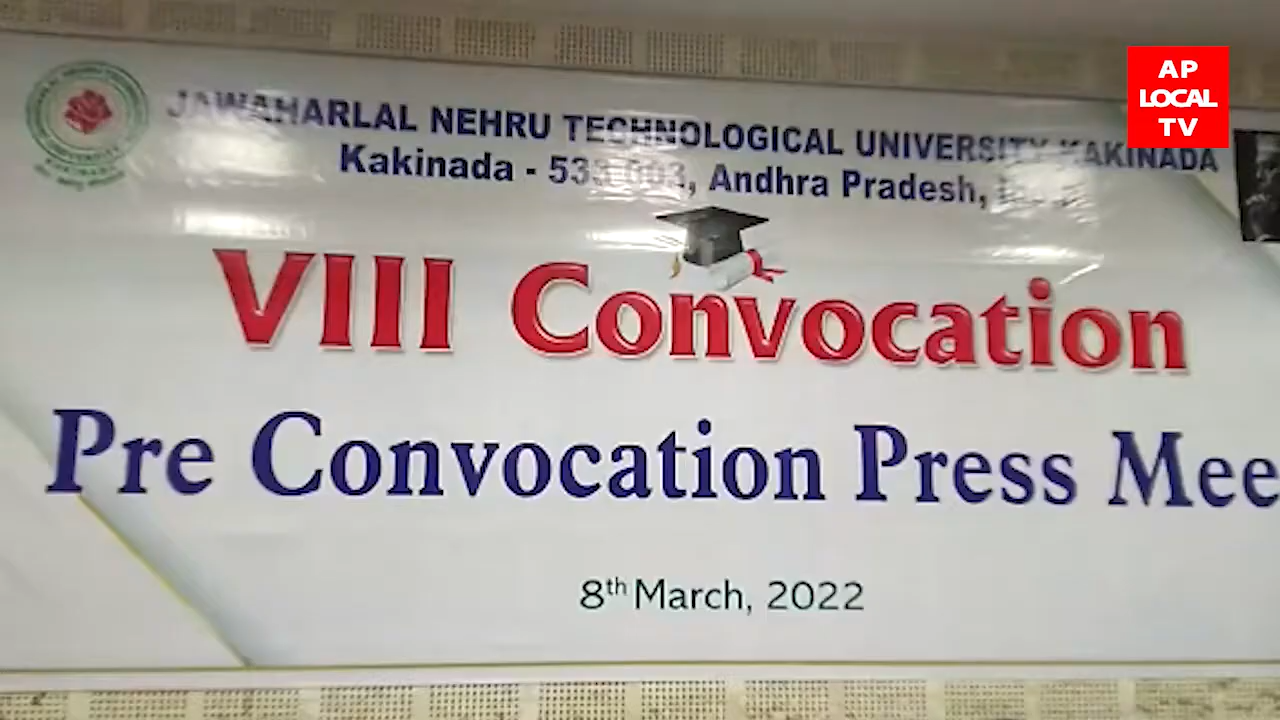 AP
LOCAL
TV
JAWAHARLAL NEHRU TECHNOLOGICAL UNIVERSITY KAKINADA
Kakinada - 533 003, Andhra Pradesh,
VIII Convocation
Pre Convocation Press Mee
8th March, 2022